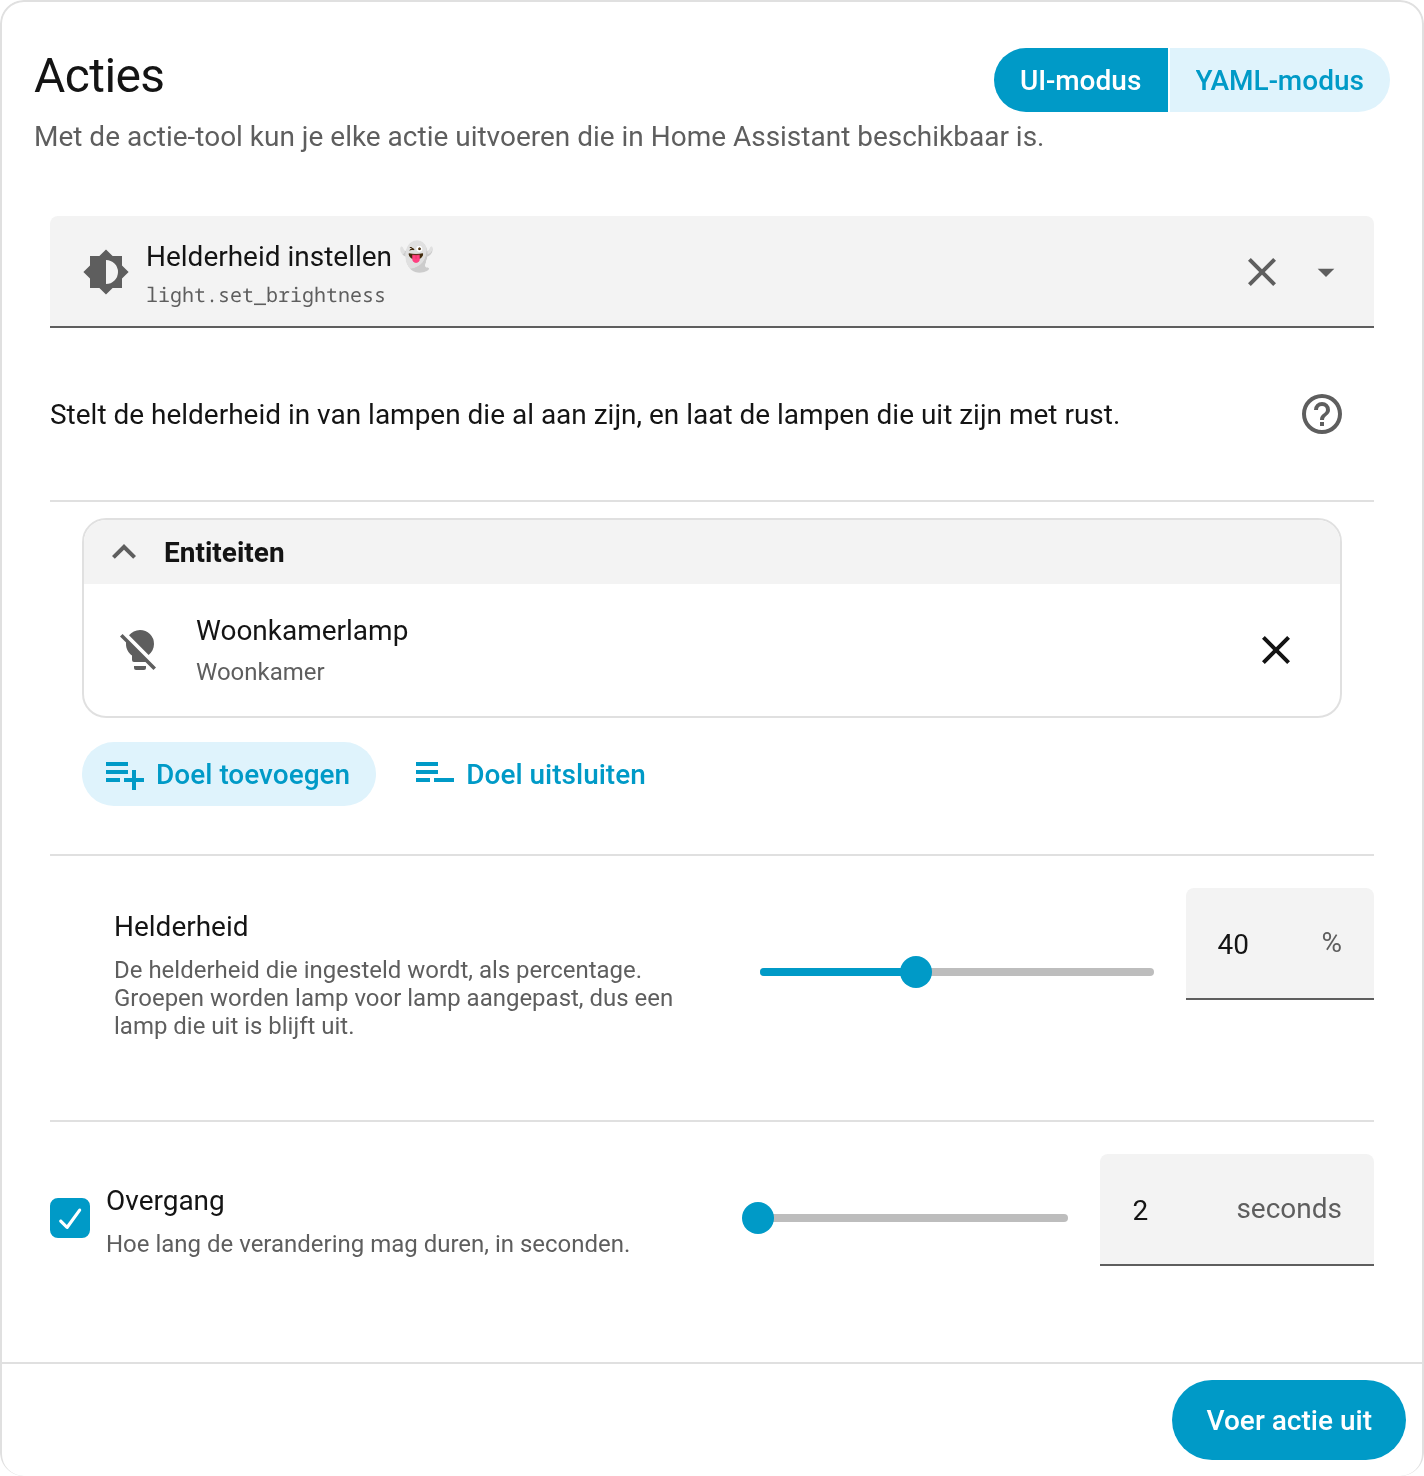 Acties
UI-modus
YAML-modus
Met de actie-tool kun je elke actie uitvoeren die in Home Assistant beschikbaar is.
Helderheid instellen 👻
light.set_brightness
Stelt de helderheid in van lampen die al aan zijn, en laat de lampen die uit zijn met rust.
Entiteiten
Woonkamerlamp
Woonkamer
Doel toevoegen
Doel uitsluiten
Helderheid
De helderheid die ingesteld wordt, als percentage.
Groepen worden lamp voor lamp aangepast, dus een
lamp die uit is blijft uit.
40 %
Overgang
Hoe lang de verandering mag duren, in seconden.
2 seconds
Voer actie uit